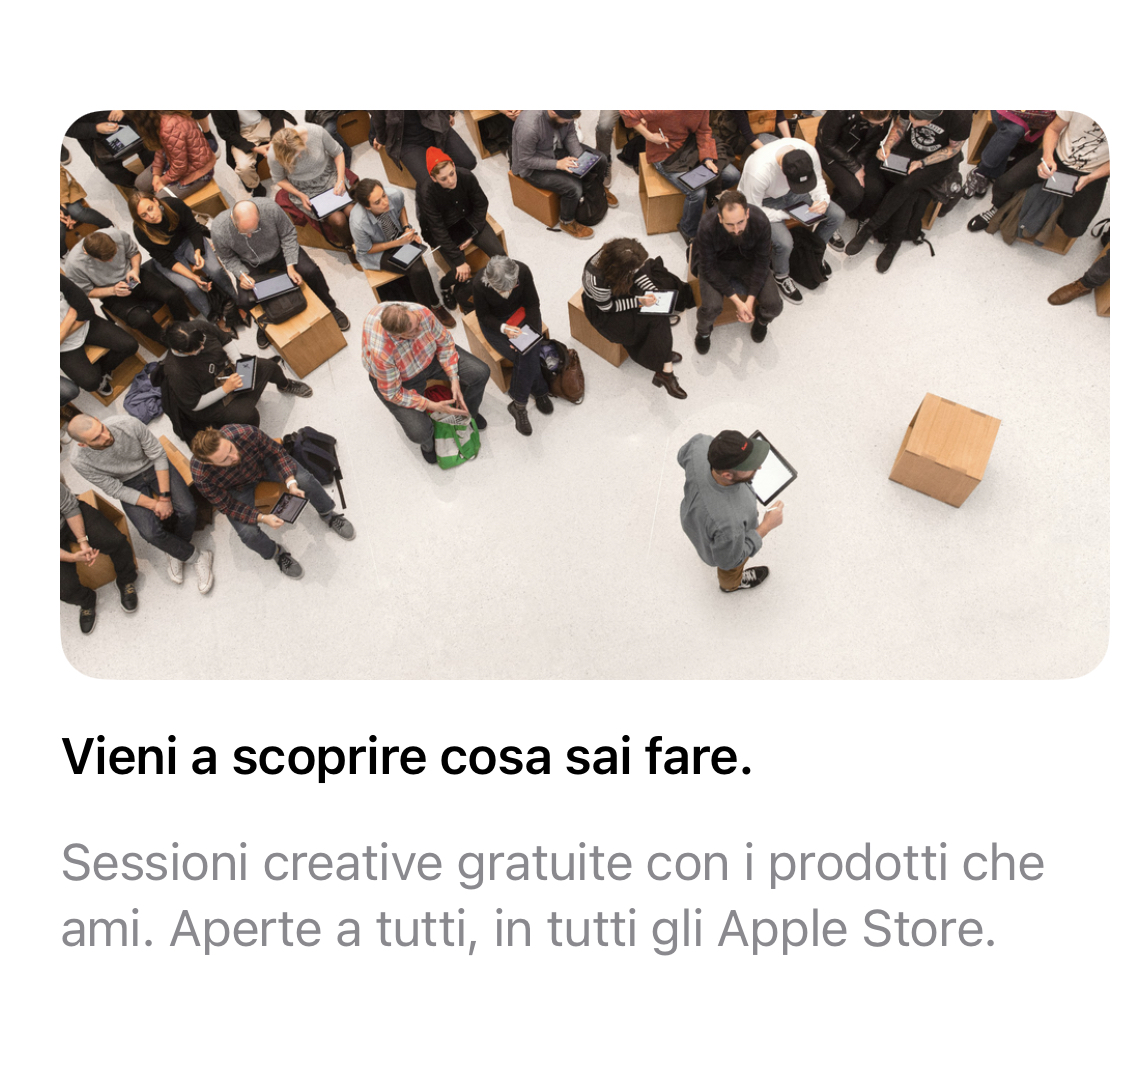 Vieni a scoprire cosa sai fare.
Sessioni creative gratuite con i prodotti che
ami. Aperte a tutti, in tutti gli Apple Store.